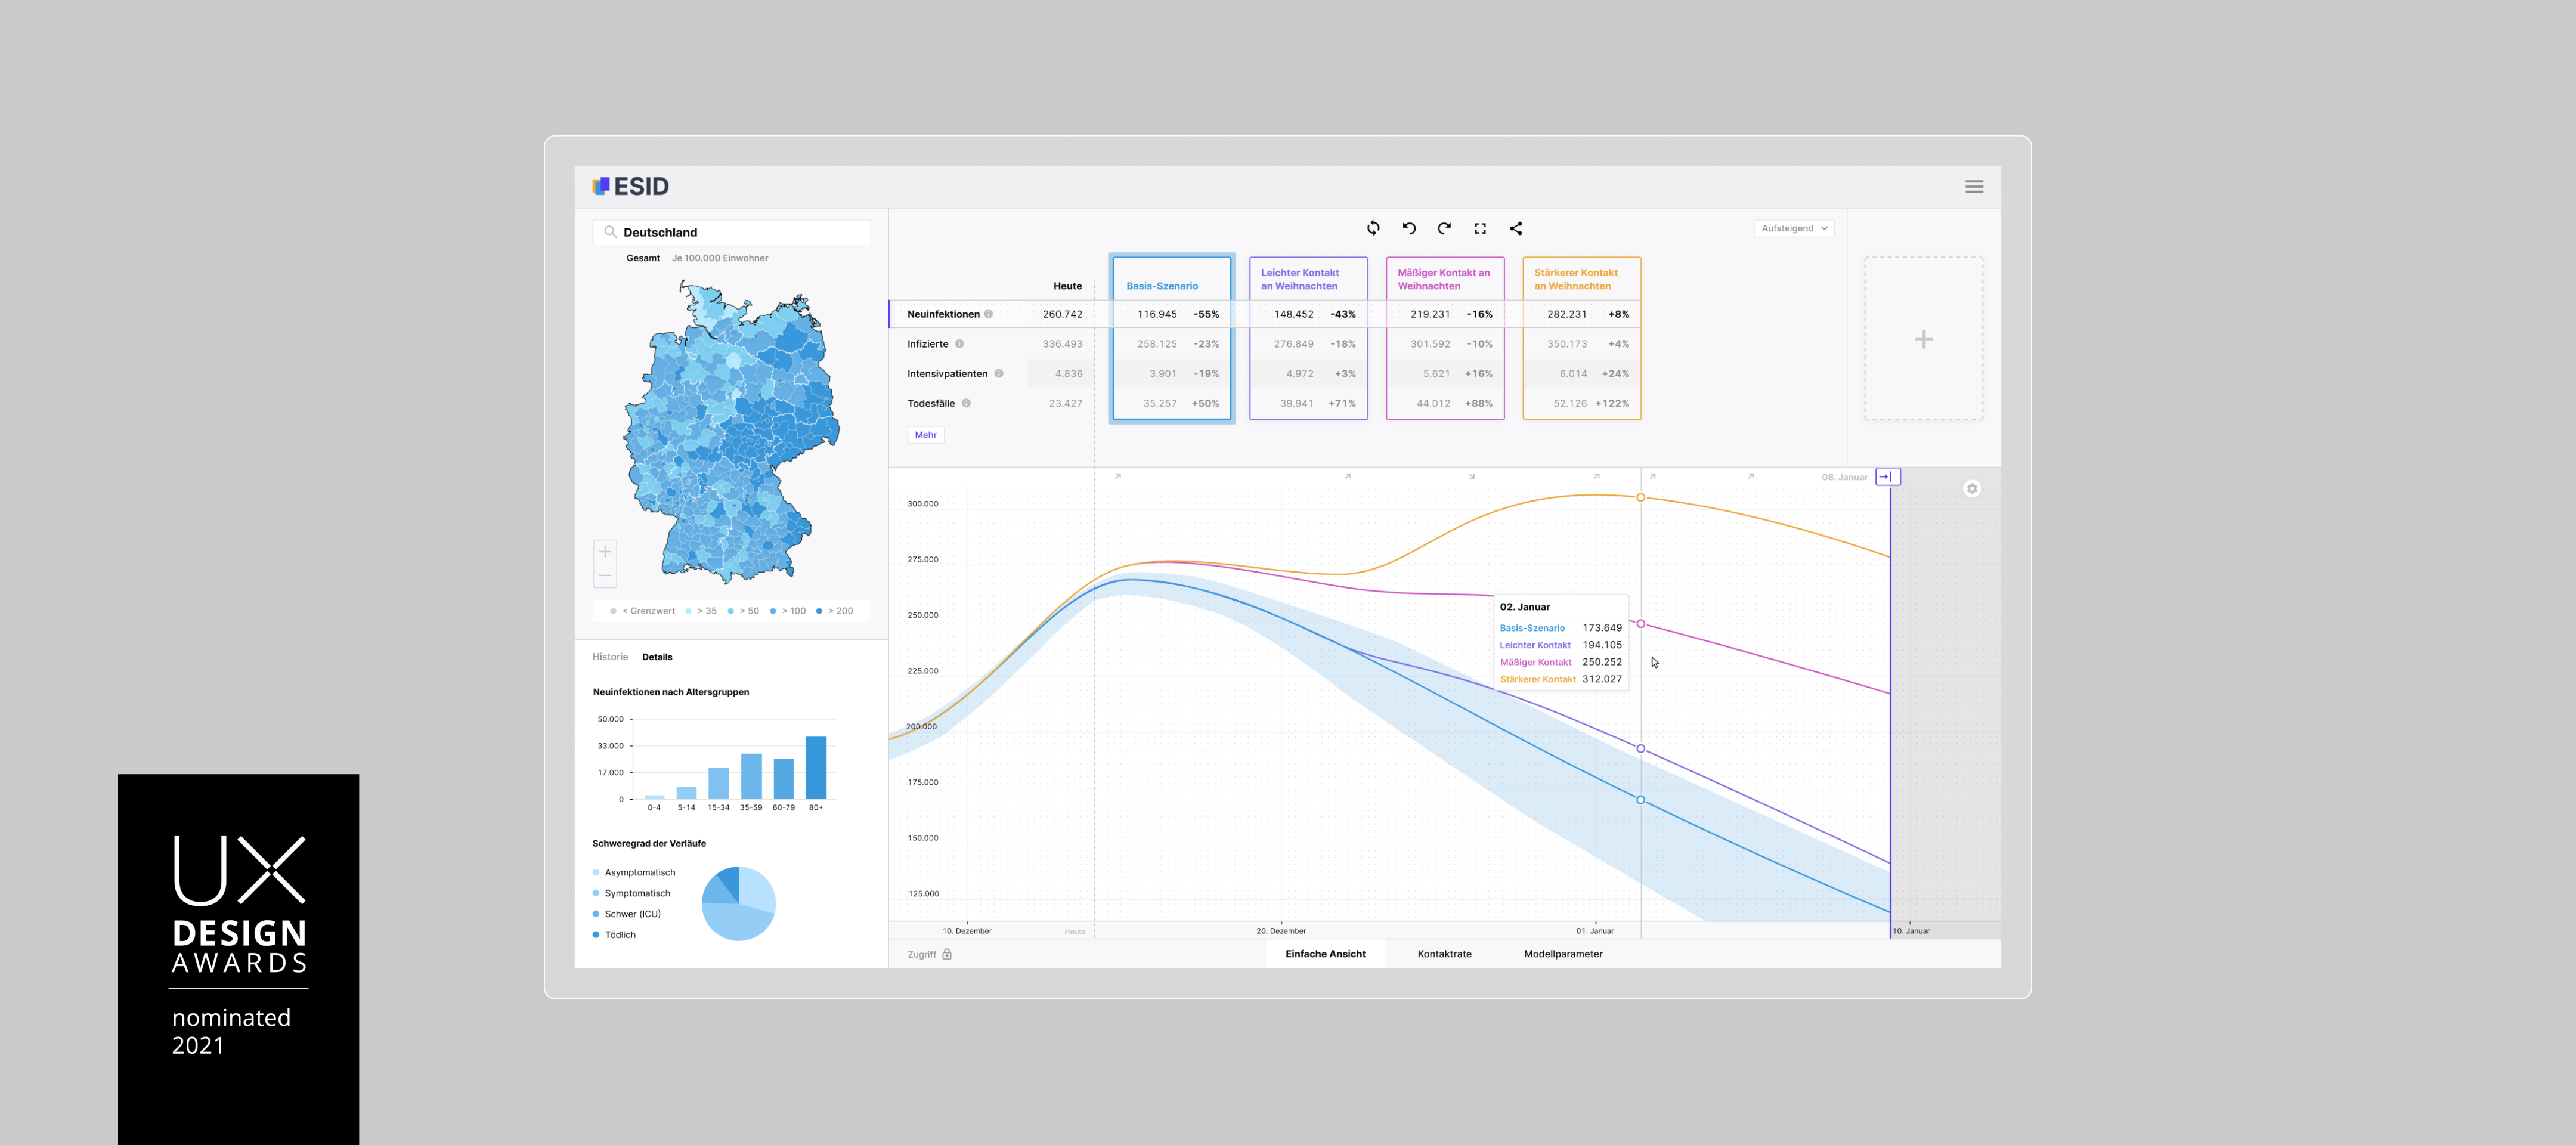 ESID
Deutschland
Gesamt Je 100.000 Einwohner
< Grenzwert > 35 > 50 > 100 > 200
Historie Details
Neuinfektionen nach Altersgruppen
50.000
33.000
17.000
0
0-4 5-14 15-34 35-59 60-79 80+
Schweregrad der Verläufe
Asymptomatisch
Symptomatisch
Schwer (ICU)
Tödlich
Aufsteigend
Heute
Basis-Szenario
Leichter Kontakt
an Weihnachten
Mäßiger Kontakt an
Weihnachten
Stärkerer Kontakt
an Weihnachten
Neuinfektionen 260.742 116.945 -55% 148.452 -43% 219.231 -16% 282.231 +8%
Infizierte 336.493 258.125 -23% 276.849 -18% 301.592 -10% 350.173 +4%
Intensivpatienten 4.836 3.901 -19% 4.972 +3% 5.621 +16% 6.014 +24%
Todesfälle 23.427 35.257 +50% 39.941 +71% 44.012 +88% 52.126 +122%
Mehr
08. Januar
300.000
275.000
250.000
225.000
200.000
175.000
150.000
125.000
02. Januar
Basis-Szenario 173.649
Leichter Kontakt 194.105
Mäßiger Kontakt 250.252
Stärkerer Kontakt 312.027
10. Dezember Heute 20. Dezember 01. Januar 10. Januar
Zugriff Einfache Ansicht Kontaktrate Modellparameter
UX
DESIGN
AWARDS
nominated
2021